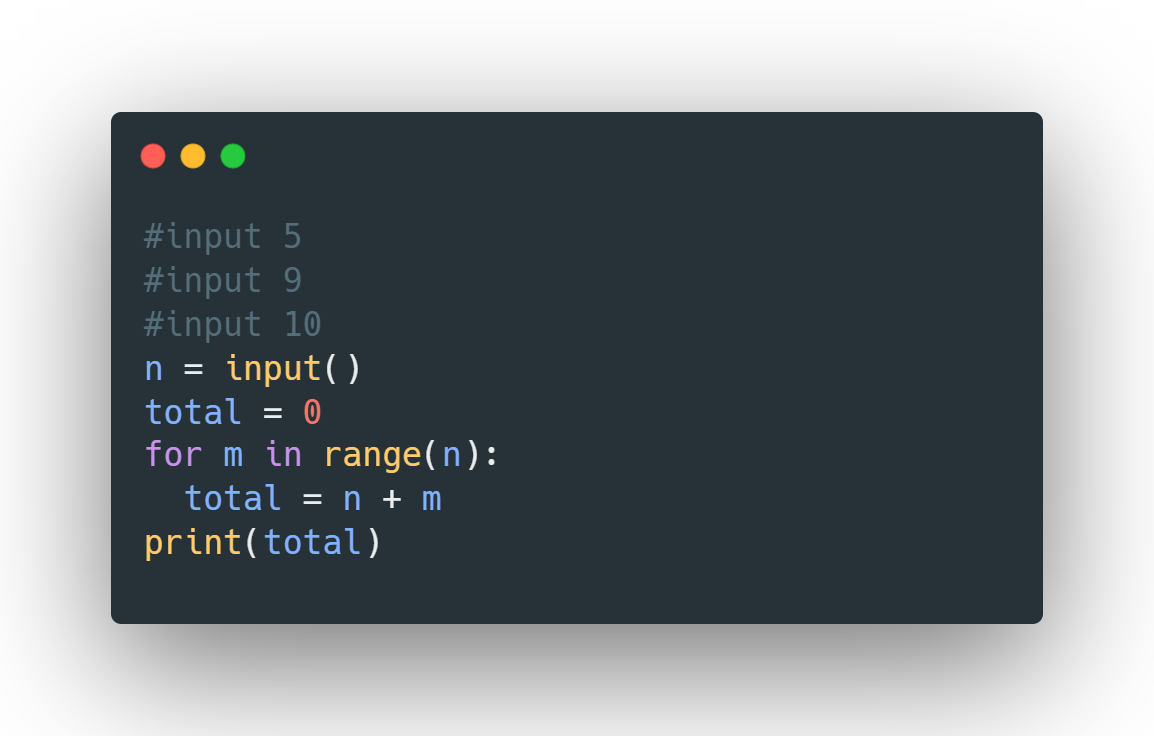 #input 5
#input 9
#input 10
n = input()
total = 0
for m in range(n):
  total = n + m
print(total)